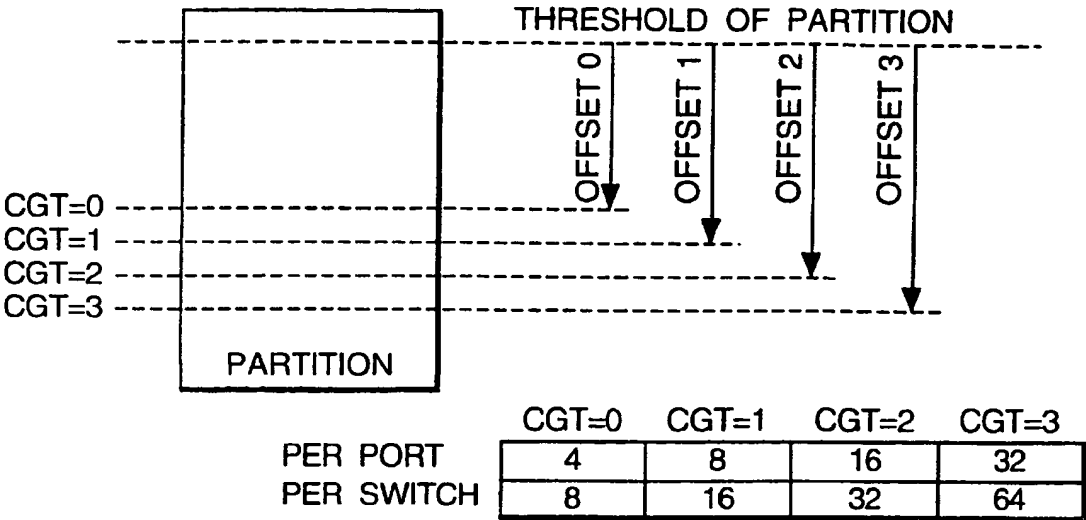 THRESHOLD OF PARTITION
OFFSET 0
OFFSET 1
OFFSET 2
OFFSET 3
CGT=0
CGT=1
CGT=2
CGT=3
PARTITION
CGT=0 CGT=1 CGT=2 CGT=3
PER PORT 4 8 16 32
PER SWITCH 8 16 32 64